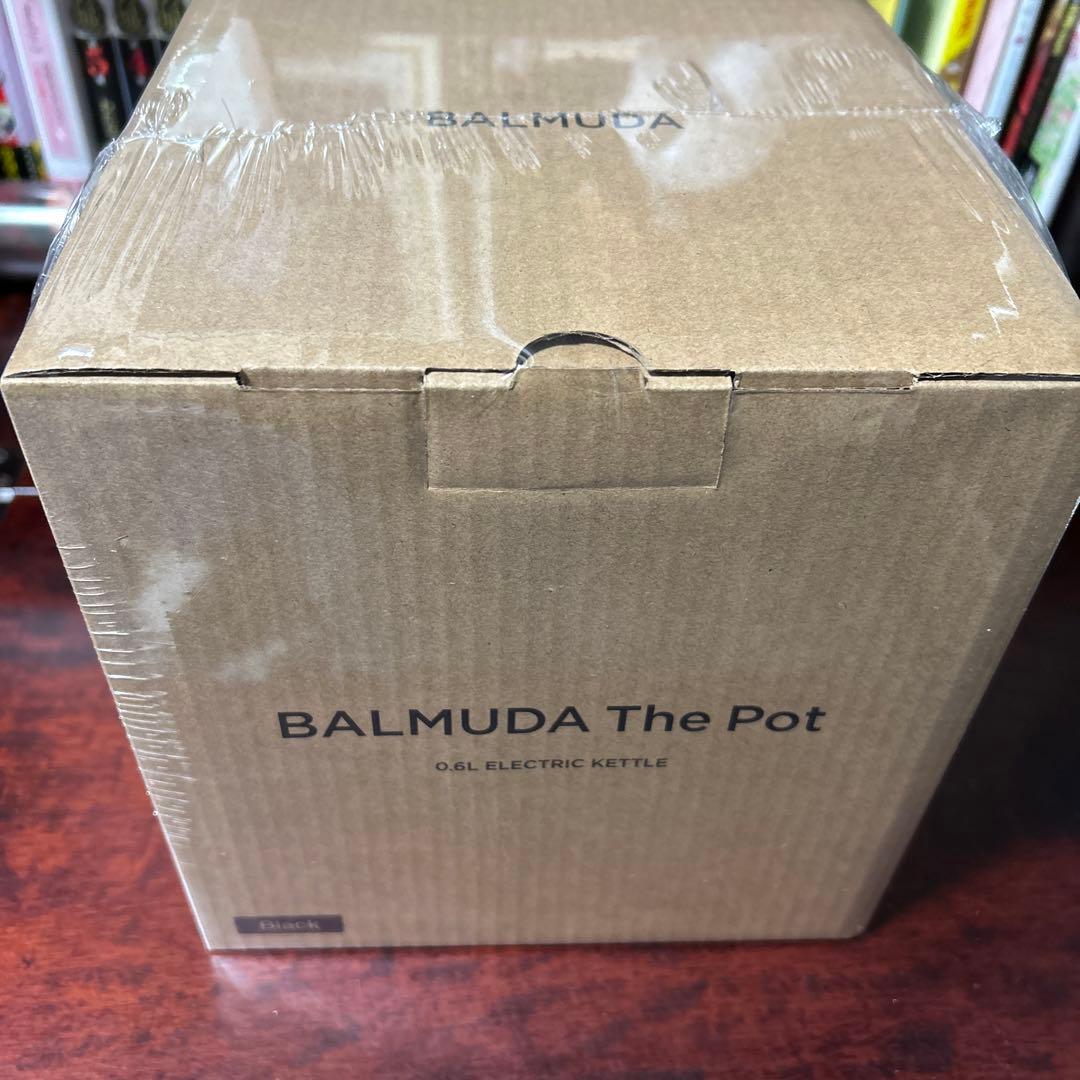 BALMUDA
BALMUDA The Pot
0.6L ELECTRIC KETTLE
Black